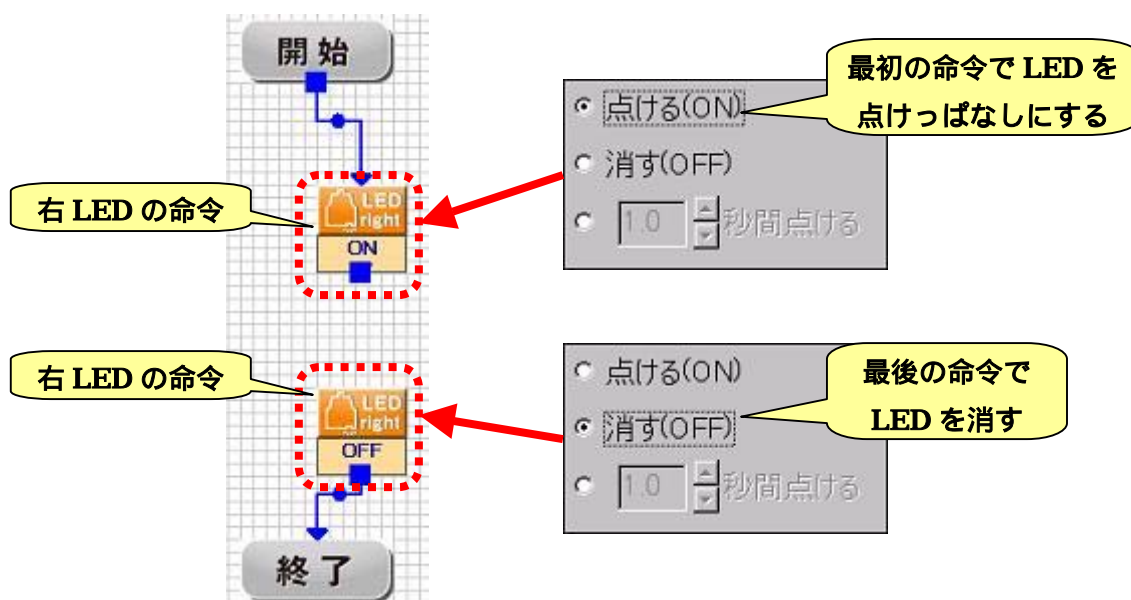 開 始
最初の命令で LED を
点けっぱなしにする
点ける(ON)
消す(OFF)
1.0 秒間点ける
右 LED の命令
LED
right
ON
右 LED の命令
LED
right
OFF
点ける(ON)
消す(OFF)
1.0 秒間点ける
最後の命令で
LED を消す
終 了